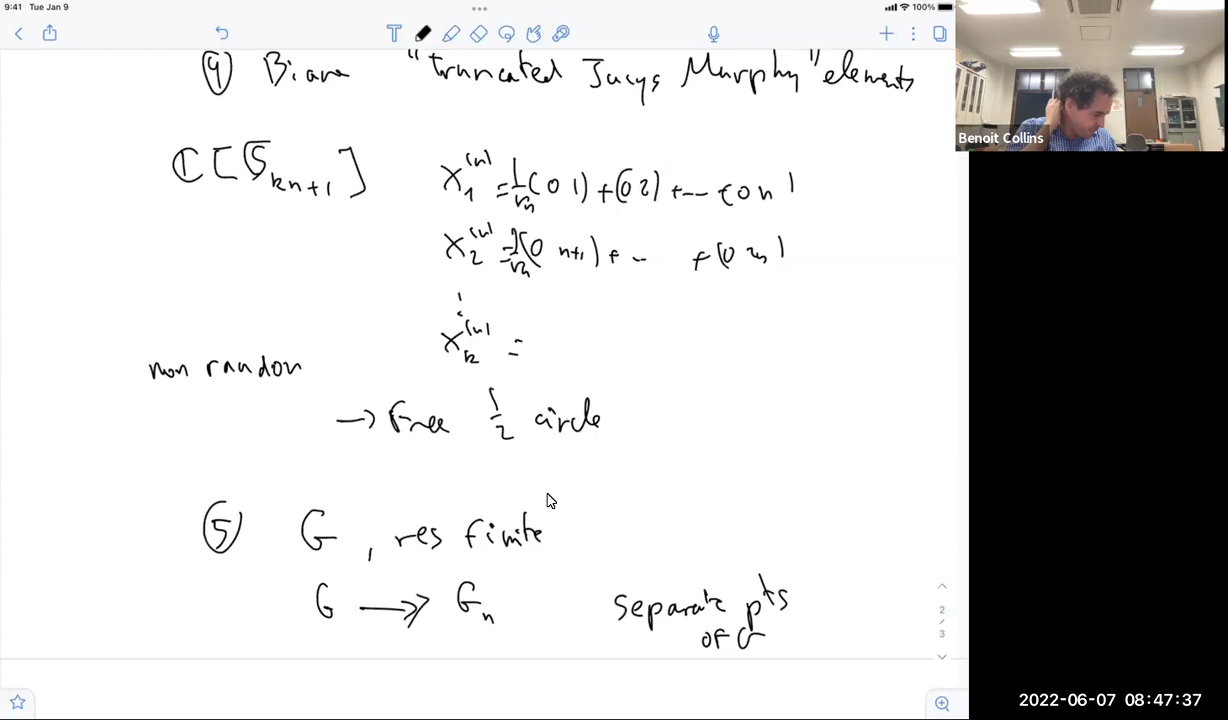 9:41 Tue Jan 9
100%
④ Biane "truncated Jucys Murphy" elements
ℂ[S_{kn+1}]
X_1^{(n)} = 1/√n (0 1) + (0 2) + --- (0 n)
X_2^{(n)} = 1/√n (0 n+1) + -- + (0 2n)
⋮
X_k^{(n)} =
non random
→ Free 1/2 circle
⑤ G, res finite
G ↠ G_n separate pts
of G
2
/
3
Benoit Collins
2022-06-07 08:47:37